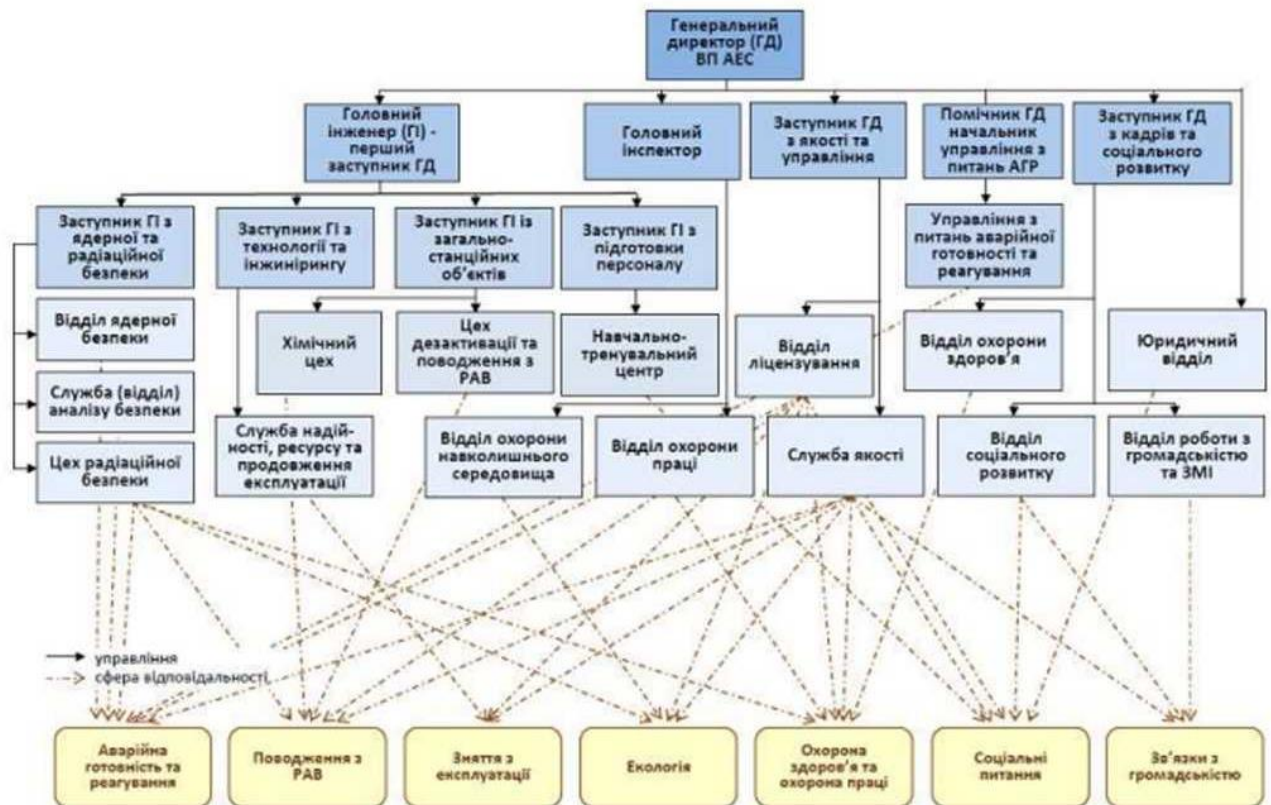 Генеральний
директор (ГД)
ВП АЕС
Головний
інженер (ГІ) -
перший
заступник ГД
Головний
інспектор
Заступник ГД
з якості та
управління
Помічник ГД
начальник
управління з
питань АГР
Заступник ГД
з кадрів та
соціального
розвитку
Заступник ГІ з
ядерної та
радіаційної
безпеки
Заступник ГІ з
технології та
інжинірингу
Заступник ГІ із
загально-
станційних
об'єктів
Заступник ГІ з
підготовки
персоналу
Управління з
питань аварійної
готовності та
реагування
Відділ ядерної
безпеки
Хімічний
цех
Цех
дезактивації та
поводження з
РАВ
Навчально-
тренувальний
центр
Відділ
ліцензування
Відділ охорони
здоров'я
Юридичний
відділ
Служба (відділ)
аналізу безпеки
Цех радіаційної
безпеки
Служба надій-
ності, ресурсу та
продовження
експлуатації
Відділ охорони
навколишнього
середовища
Відділ охорони
праці
Служба якості
Відділ
соціального
розвитку
Відділ роботи з
громадськістю
та ЗМІ
управління
сфера відповідальності
Аварійна
готовність та
реагування
Поводження з
РАВ
Зняття з
експлуатації
Екологія
Охорона
здоров'я та
охорона праці
Соціальні
питання
Зв'язки з
громадськістю